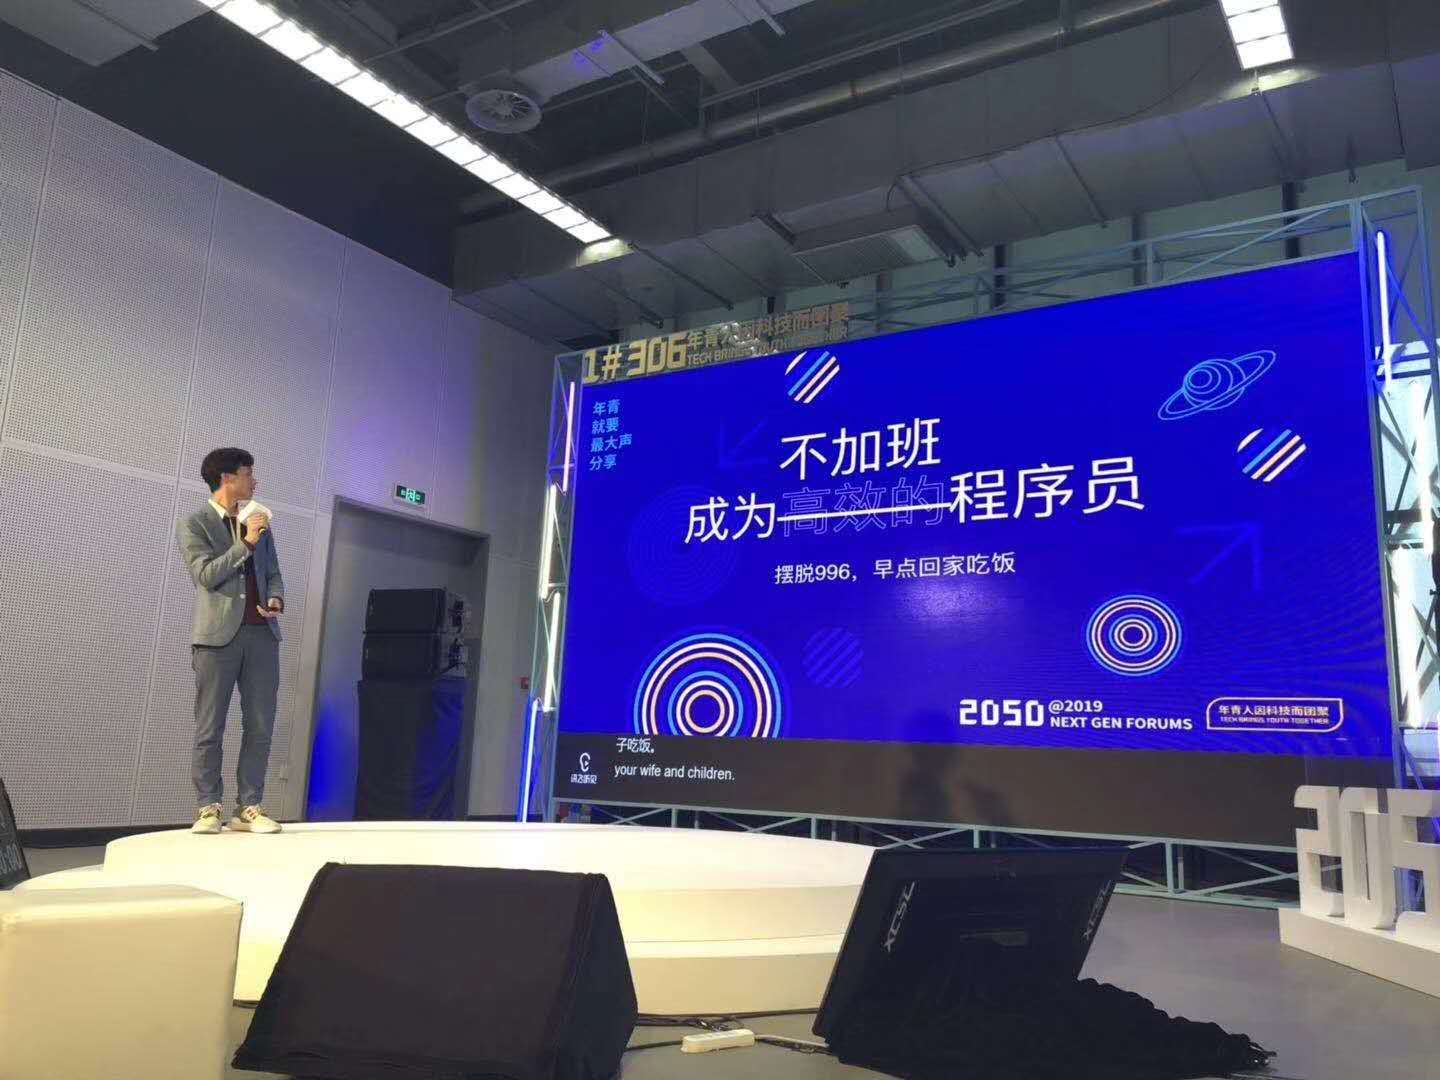 1#306
年青人因科技而团聚
TECH BRINGS YOUTH TOGETHER
年青
就要
最大声
分享
不加班
成为高效的程序员
摆脱996，早点回家吃饭
2050 @2019
NEXT GEN FORUMS
年青人因科技而团聚
TECH BRINGS YOUTH TOGETHER
讯飞听见
子吃饭。
your wife and children.
205